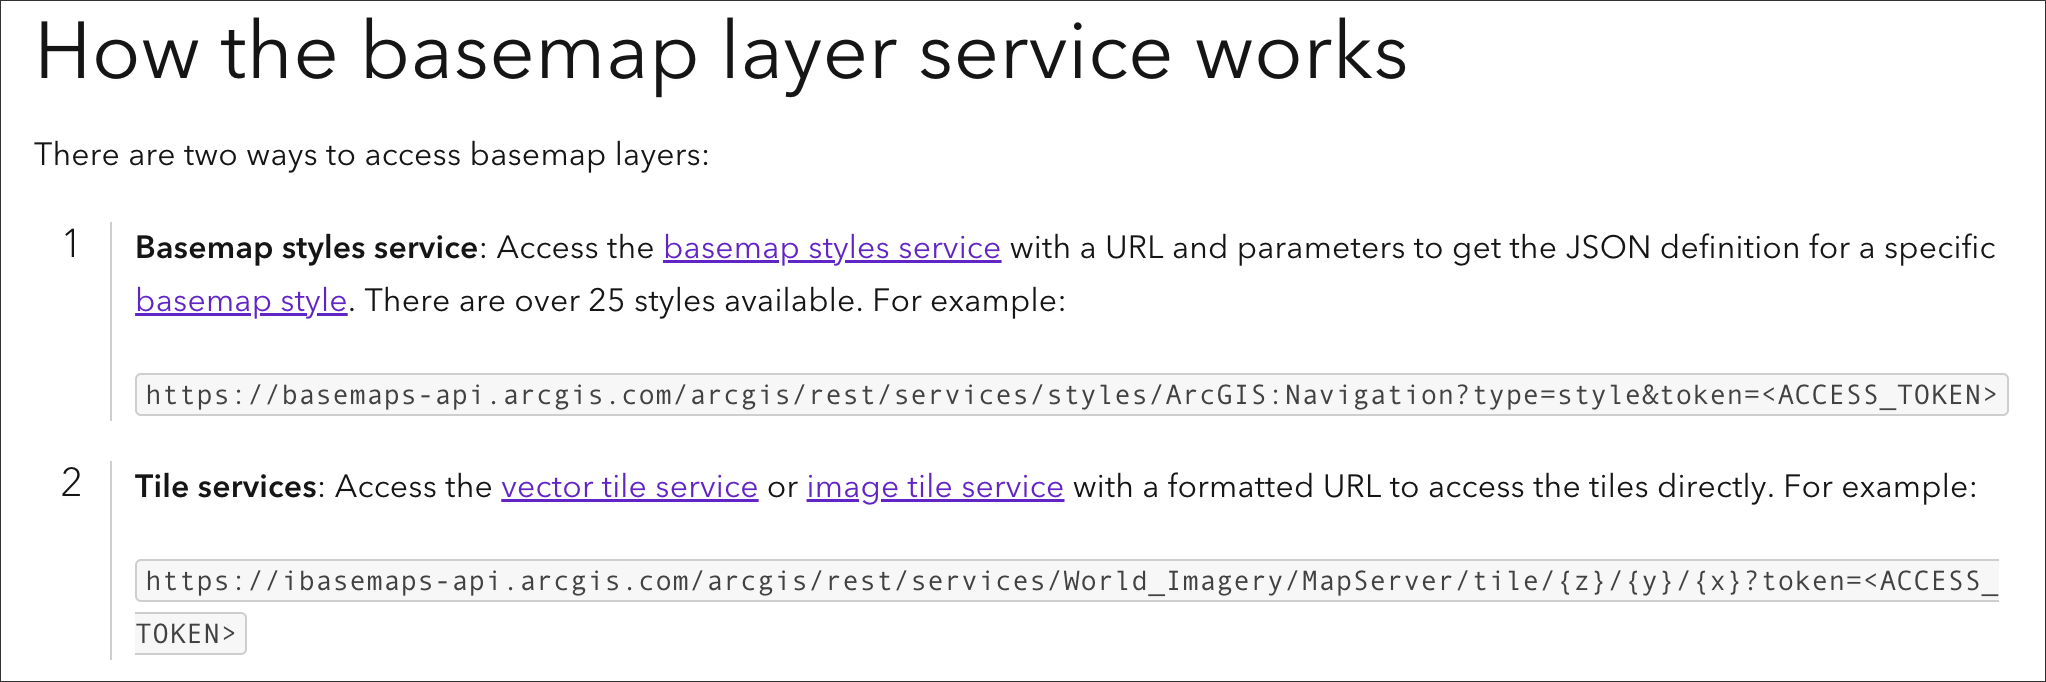 How the basemap layer service works
There are two ways to access basemap layers:
1
Basemap styles service: Access the basemap styles service with a URL and parameters to get the JSON definition for a specific
basemap style. There are over 25 styles available. For example:
https://basemaps-api.arcgis.com/arcgis/rest/services/styles/ArcGIS:Navigation?type=style&token=<ACCESS_TOKEN>
2
Tile services: Access the vector tile service or image tile service with a formatted URL to access the tiles directly. For example:
https://ibasemaps-api.arcgis.com/arcgis/rest/services/World_Imagery/MapServer/tile/{z}/{y}/{x}?token=<ACCESS_
TOKEN>